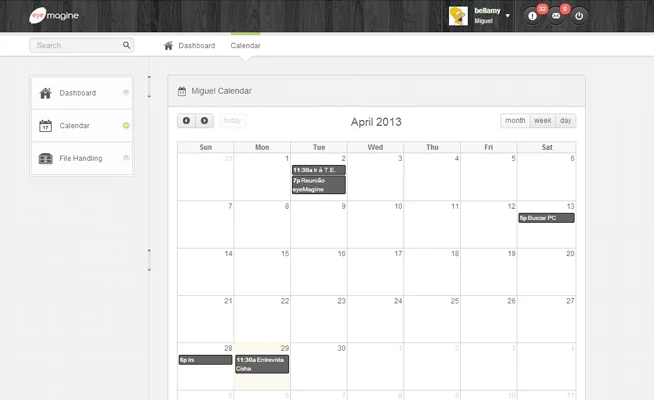 eye magine
bellamy
Miguel
33
0
Search...
Dashboard
Calendar
Dashboard
Calendar
17
File Handling
Miguel Calendar
today
April 2013
month week day
Sun Mon Tue Wed Thu Fri Sat
31 1 2 3 4 5 6
11:30a Ir à T.E.
7p Reunião
eyeMagine
7 8 9 10 11 12 13
5p Buscar PC
14 15 16 17 18 19 20
21 22 23 24 25 26 27
28 29 30 1 2 3 4
6p irs
11:30a Entrevista
Cisha
5 6 7 8 9 10 11